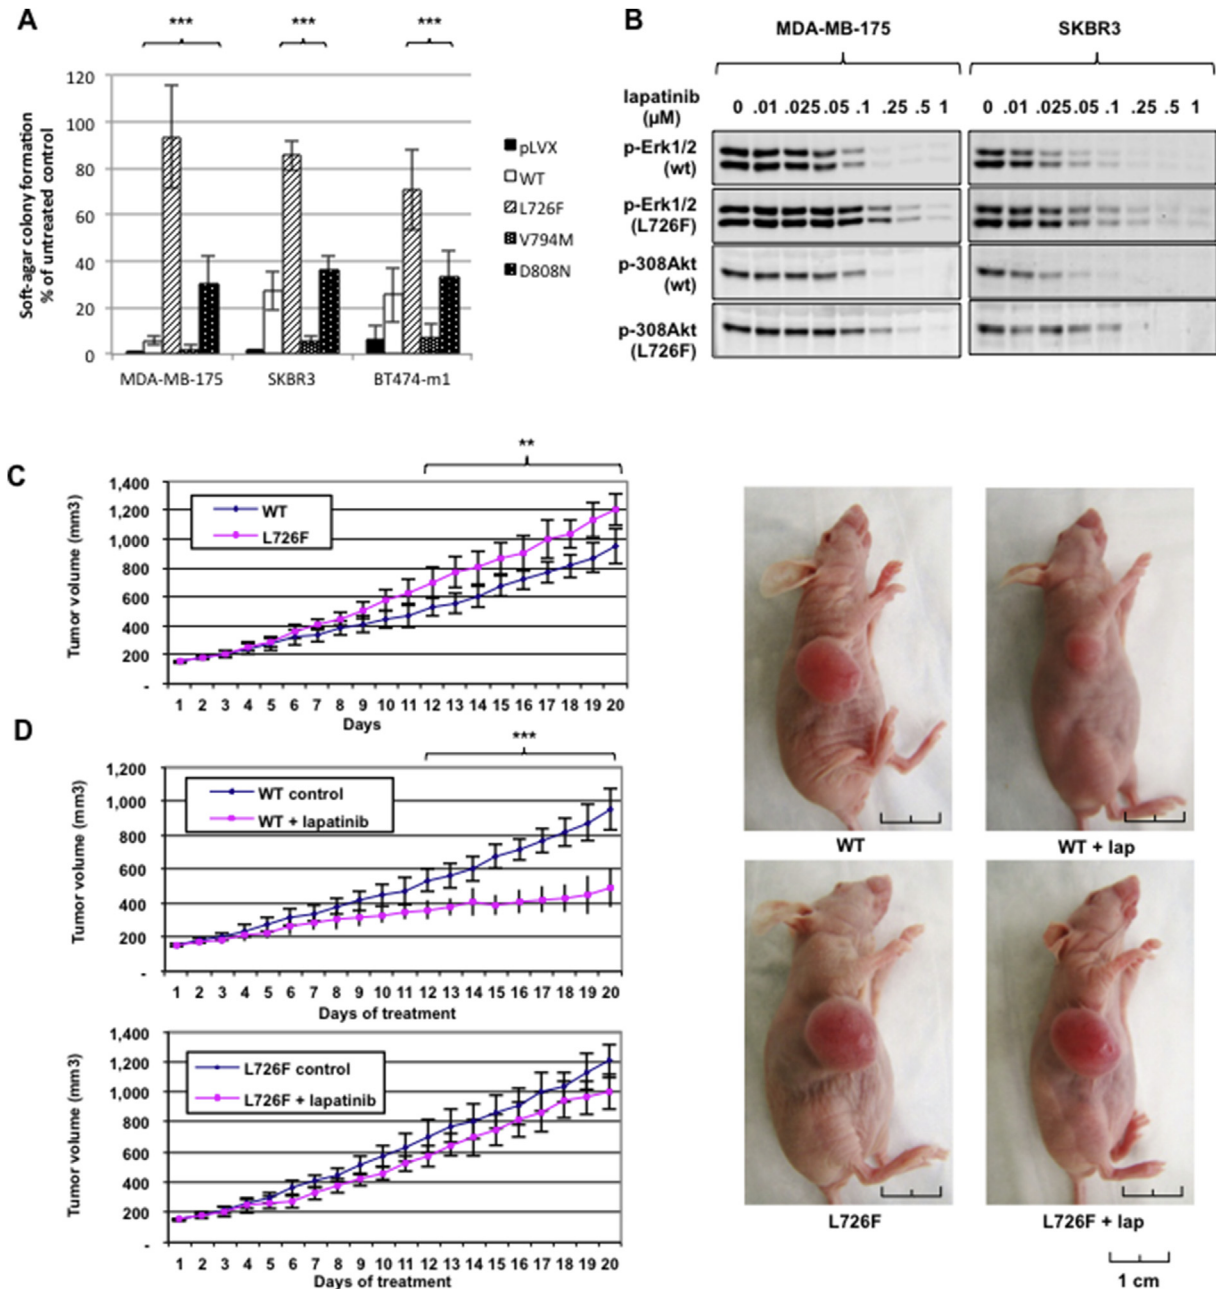 A
*** *** ***
120
100
80
60
40
20
0
Soft-agar colony formation
% of untreated control
MDA-MB-175 SKBR3 BT474-m1
pLVX
WT
L726F
V794M
D808N
B
MDA-MB-175 SKBR3
lapatinib
(µM)
0 .01 .025 .05 .1 .25 .5 1 0 .01 .025 .05 .1 .25 .5 1
p-Erk1/2
(wt)
p-Erk1/2
(L726F)
p-308Akt
(wt)
p-308Akt
(L726F)
C
**
Tumor volume (mm3)
1,400
1,200
1,000
800
600
400
200
-
WT
L726F
1 2 3 4 5 6 7 8 9 10 11 12 13 14 15 16 17 18 19 20
Days
D
***
Tumor volume (mm3)
1,200
1,000
800
600
400
200
-
WT control
WT + lapatinib
1 2 3 4 5 6 7 8 9 10 11 12 13 14 15 16 17 18 19 20
Days of treatment
Tumor volume (mm3)
1,400
1,200
1,000
800
600
400
200
-
L726F control
L726F + lapatinib
1 2 3 4 5 6 7 8 9 10 11 12 13 14 15 16 17 18 19 20
Days of treatment
WT WT + lap
L726F L726F + lap
1 cm